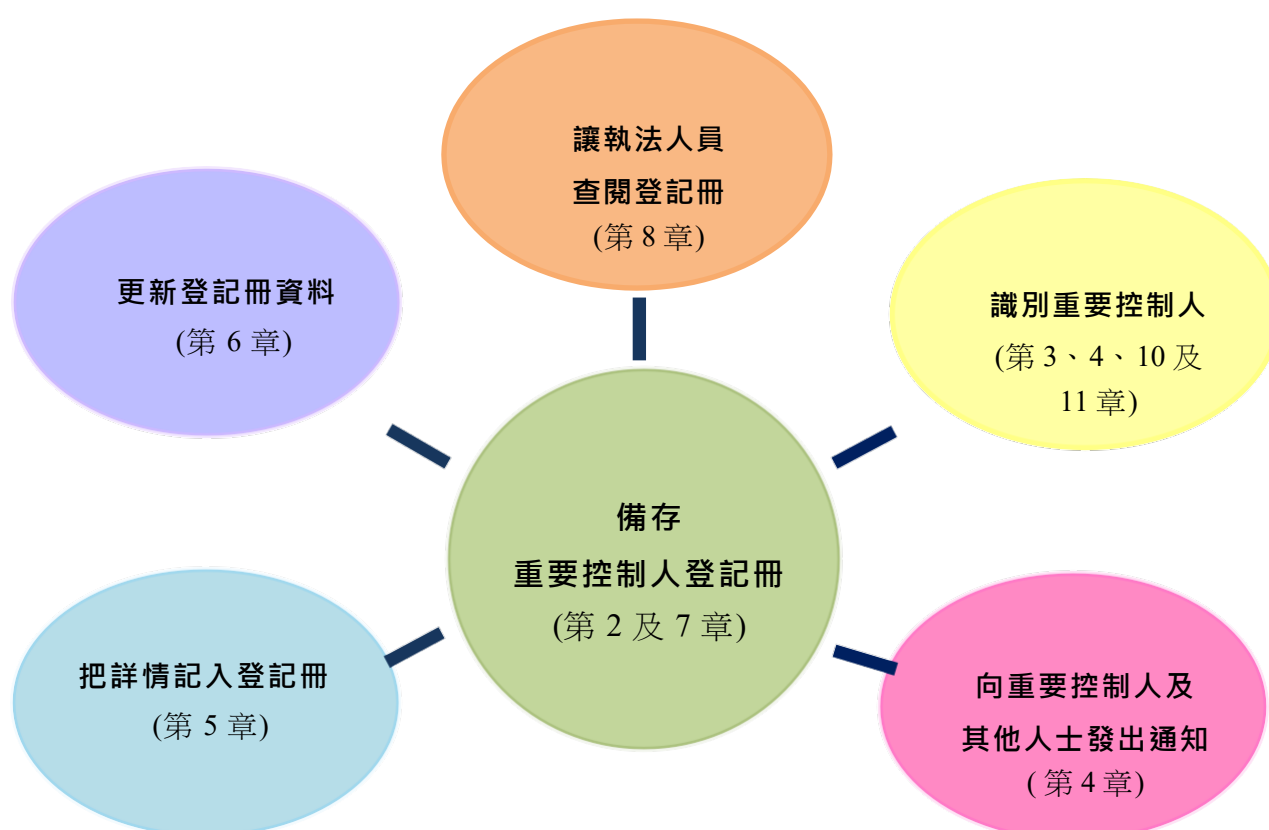 讓執法人員
查閱登記冊
(第 8 章)
更新登記冊資料
(第 6 章)
識別重要控制人
(第 3、4、10 及
11 章)
備存
重要控制人登記冊
(第 2 及 7 章)
把詳情記入登記冊
(第 5 章)
向重要控制人及
其他人士發出通知
( 第 4 章)